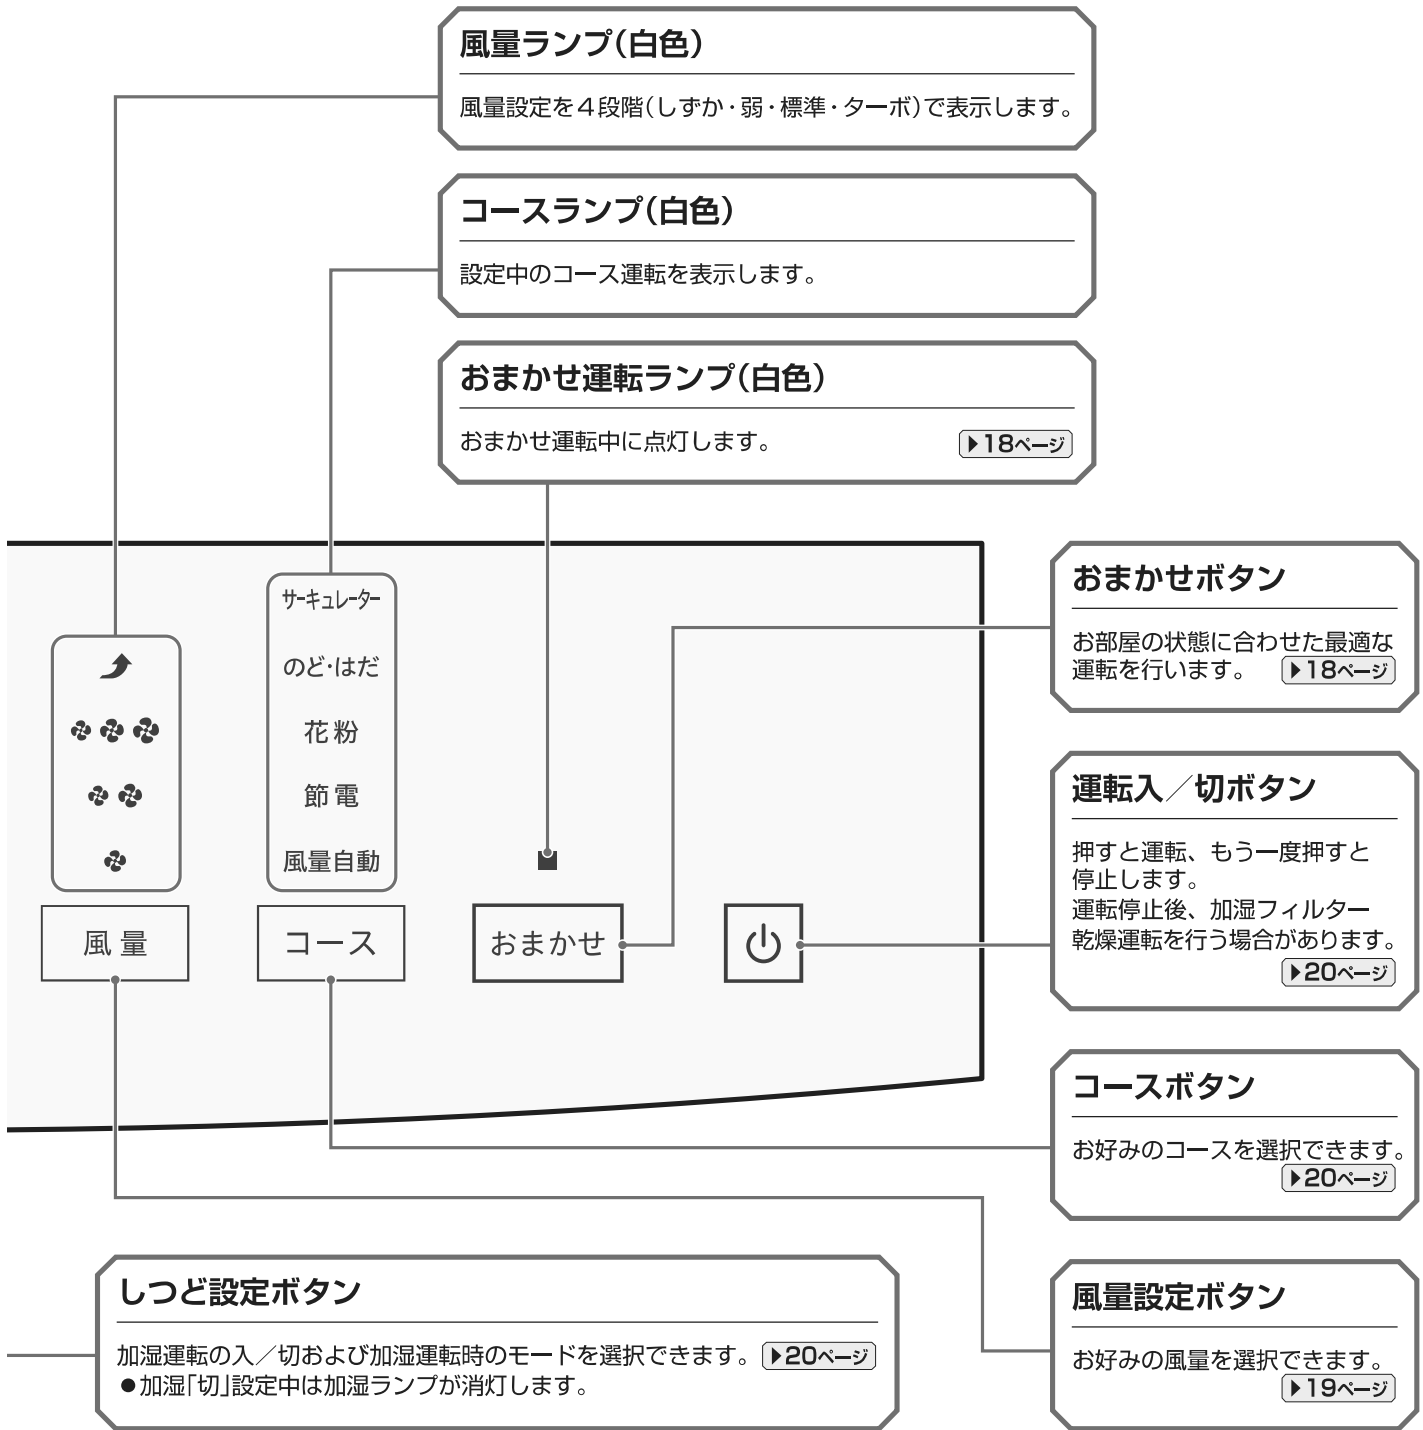 風量ランプ(白色)
風量設定を4段階(しずか・弱・標準・ターボ)で表示します。
コースランプ(白色)
設定中のコース運転を表示します。
おまかせ運転ランプ(白色)
おまかせ運転中に点灯します。 18ページ
サーキュレーター
のど・はだ
花粉
節電
風量自動
風量
コース
おまかせ
おまかせボタン
お部屋の状態に合わせた最適な
運転を行います。 18ページ
運転入／切ボタン
押すと運転、もう一度押すと
停止します。
運転停止後、加湿フィルター
乾燥運転を行う場合があります。
20ページ
コースボタン
お好みのコースを選択できます。
20ページ
しつど設定ボタン
加湿運転の入／切および加湿運転時のモードを選択できます。 20ページ
●加湿「切」設定中は加湿ランプが消灯します。
風量設定ボタン
お好みの風量を選択できます。
19ページ